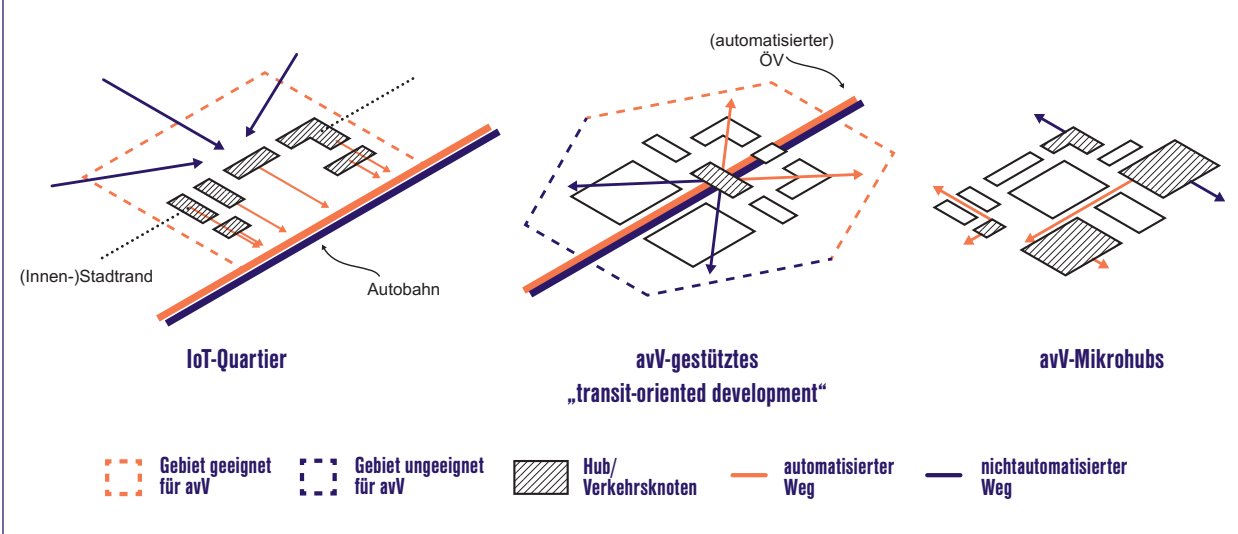 (automatisierter)
ÖV
(Innen-)Stadtrand
Autobahn
IoT-Quartier
avV-gestütztes
„transit-oriented development“
avV-Mikrohubs
Gebiet geeignet
für avV
Gebiet ungeeignet
für avV
Hub/
Verkehrsknoten
automatisierter
Weg
nichtautomatisierter
Weg